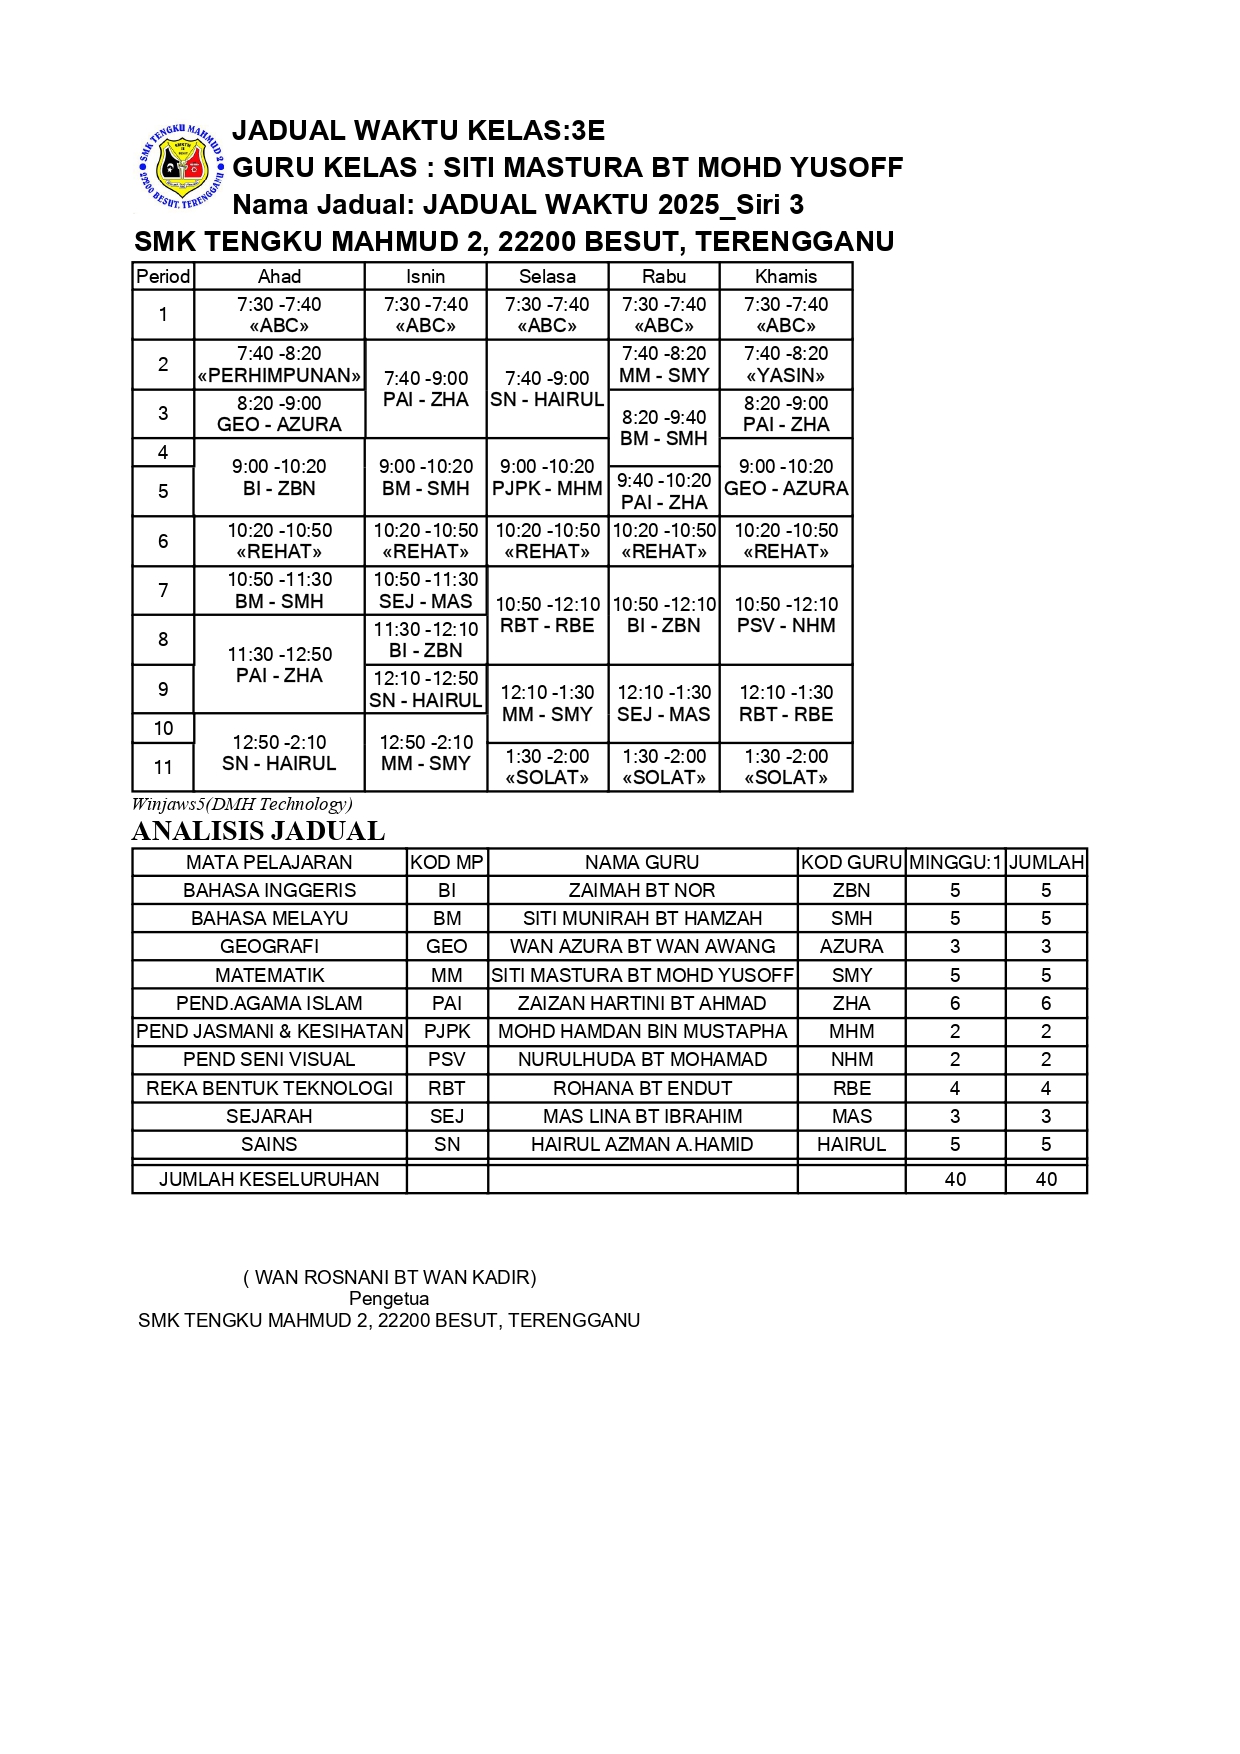 SMK TENGKU MAHMUD 2
22200 BESUT, TERENGGANU
JADUAL WAKTU KELAS:3E
GURU KELAS : SITI MASTURA BT MOHD YUSOFF
Nama Jadual: JADUAL WAKTU 2025_Siri 3
SMK TENGKU MAHMUD 2, 22200 BESUT, TERENGGANU
Period Ahad Isnin Selasa Rabu Khamis
1 7:30 -7:40 «ABC» 7:30 -7:40 «ABC» 7:30 -7:40 «ABC» 7:30 -7:40 «ABC» 7:30 -7:40 «ABC»
2 7:40 -8:20 «PERHIMPUNAN» 7:40 -9:00 PAI - ZHA 7:40 -9:00 SN - HAIRUL 7:40 -8:20 MM - SMY 7:40 -8:20 «YASIN»
3 8:20 -9:00 GEO - AZURA 8:20 -9:40 BM - SMH 8:20 -9:00 PAI - ZHA
4 9:00 -10:20 BI - ZBN 9:00 -10:20 BM - SMH 9:00 -10:20 PJPK - MHM 9:00 -10:20 GEO - AZURA
5 9:40 -10:20 PAI - ZHA
6 10:20 -10:50 «REHAT» 10:20 -10:50 «REHAT» 10:20 -10:50 «REHAT» 10:20 -10:50 «REHAT» 10:20 -10:50 «REHAT»
7 10:50 -11:30 BM - SMH 10:50 -11:30 SEJ - MAS 10:50 -12:10 RBT - RBE 10:50 -12:10 BI - ZBN 10:50 -12:10 PSV - NHM
8 11:30 -12:50 PAI - ZHA 11:30 -12:10 BI - ZBN
9 12:10 -12:50 SN - HAIRUL 12:10 -1:30 MM - SMY 12:10 -1:30 SEJ - MAS 12:10 -1:30 RBT - RBE
10 12:50 -2:10 SN - HAIRUL 12:50 -2:10 MM - SMY
11 1:30 -2:00 «SOLAT» 1:30 -2:00 «SOLAT» 1:30 -2:00 «SOLAT»
Winjaws5(DMH Technology)
ANALISIS JADUAL
MATA PELAJARAN KOD MP NAMA GURU KOD GURU MINGGU:1 JUMLAH
BAHASA INGGERIS BI ZAIMAH BT NOR ZBN 5 5
BAHASA MELAYU BM SITI MUNIRAH BT HAMZAH SMH 5 5
GEOGRAFI GEO WAN AZURA BT WAN AWANG AZURA 3 3
MATEMATIK MM SITI MASTURA BT MOHD YUSOFF SMY 5 5
PEND.AGAMA ISLAM PAI ZAIZAN HARTINI BT AHMAD ZHA 6 6
PEND JASMANI & KESIHATAN PJPK MOHD HAMDAN BIN MUSTAPHA MHM 2 2
PEND SENI VISUAL PSV NURULHUDA BT MOHAMAD NHM 2 2
REKA BENTUK TEKNOLOGI RBT ROHANA BT ENDUT RBE 4 4
SEJARAH SEJ MAS LINA BT IBRAHIM MAS 3 3
SAINS SN HAIRUL AZMAN A.HAMID HAIRUL 5 5
JUMLAH KESELURUHAN 40 40
( WAN ROSNANI BT WAN KADIR)
Pengetua
SMK TENGKU MAHMUD 2, 22200 BESUT, TERENGGANU